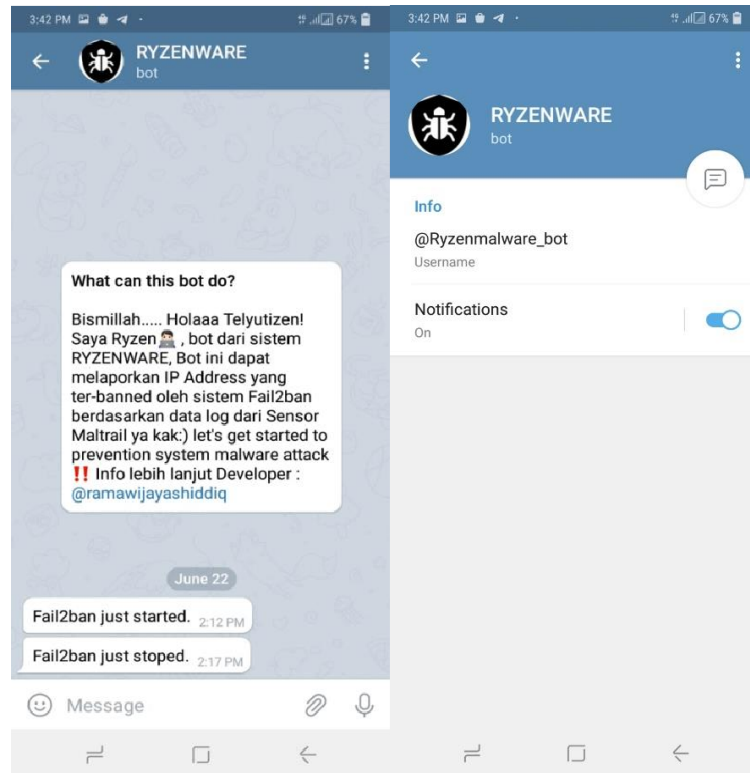 3:42 PM
67%
RYZENWARE
bot
What can this bot do?
Bismillah..... Holaaa Telyutizen!
Saya Ryzen👨🏻‍💻 , bot dari sistem
RYZENWARE, Bot ini dapat
melaporkan IP Address yang
ter-banned oleh sistem Fail2ban
berdasarkan data log dari Sensor
Maltrail ya kak:) let's get started to
prevention system malware attack
‼️ Info lebih lanjut Developer :
@ramawijayashiddiq
June 22
Fail2ban just started. 2:12 PM
Fail2ban just stoped. 2:17 PM
Message
3:42 PM
67%
RYZENWARE
bot
Info
@Ryzenmalware_bot
Username
Notifications
On